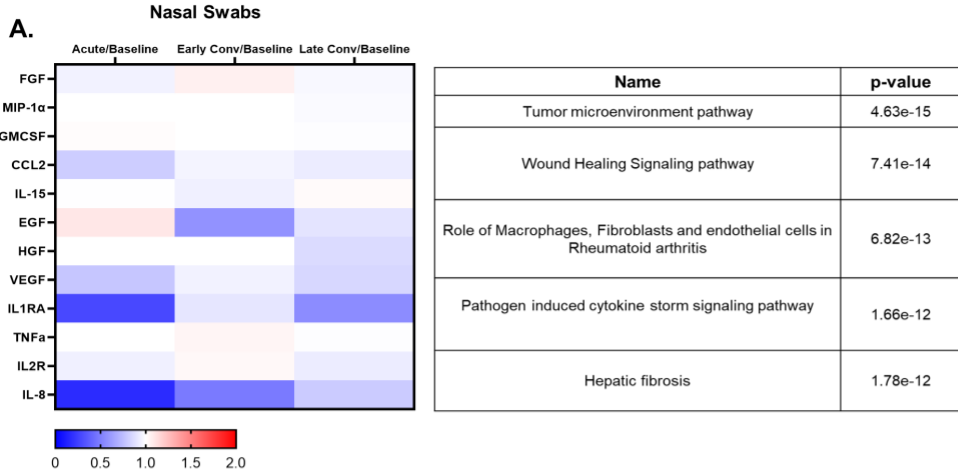 Nasal Swabs
A.
Acute/Baseline Early Conv/Baseline Late Conv/Baseline
FGF
MIP-1α
GMCSF
CCL2
IL-15
EGF
HGF
VEGF
IL1RA
TNFa
IL2R
IL-8
0 0.5 1.0 1.5 2.0
Name p-value
Tumor microenvironment pathway 4.63e-15
Wound Healing Signaling pathway 7.41e-14
Role of Macrophages, Fibroblasts and endothelial cells in
Rheumatoid arthritis 6.82e-13
Pathogen induced cytokine storm signaling pathway 1.66e-12
Hepatic fibrosis 1.78e-12